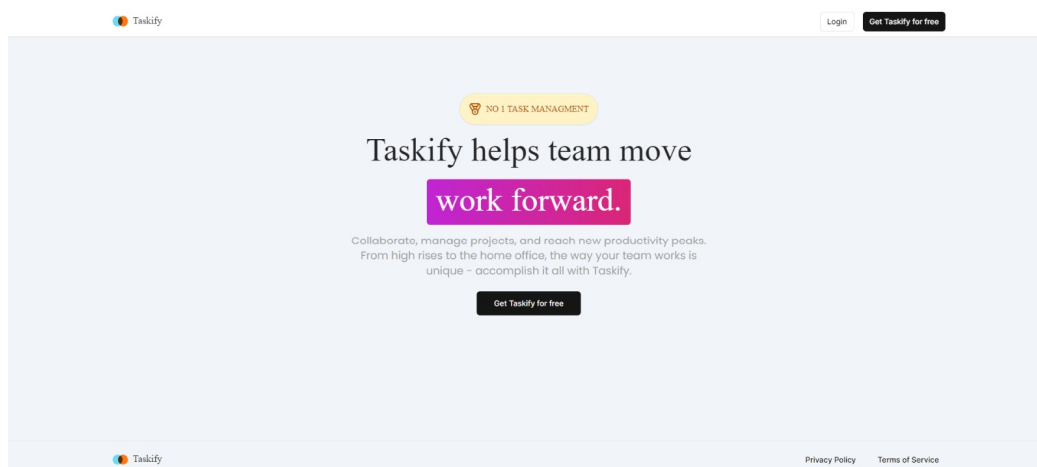 Taskify
Login
Get Taskify for free
NO 1 TASK MANAGMENT
Taskify helps team move
work forward.
Collaborate, manage projects, and reach new productivity peaks.
From high rises to the home office, the way your team works is
unique - accomplish it all with Taskify.
Get Taskify for free
Taskify
Privacy Policy
Terms of Service